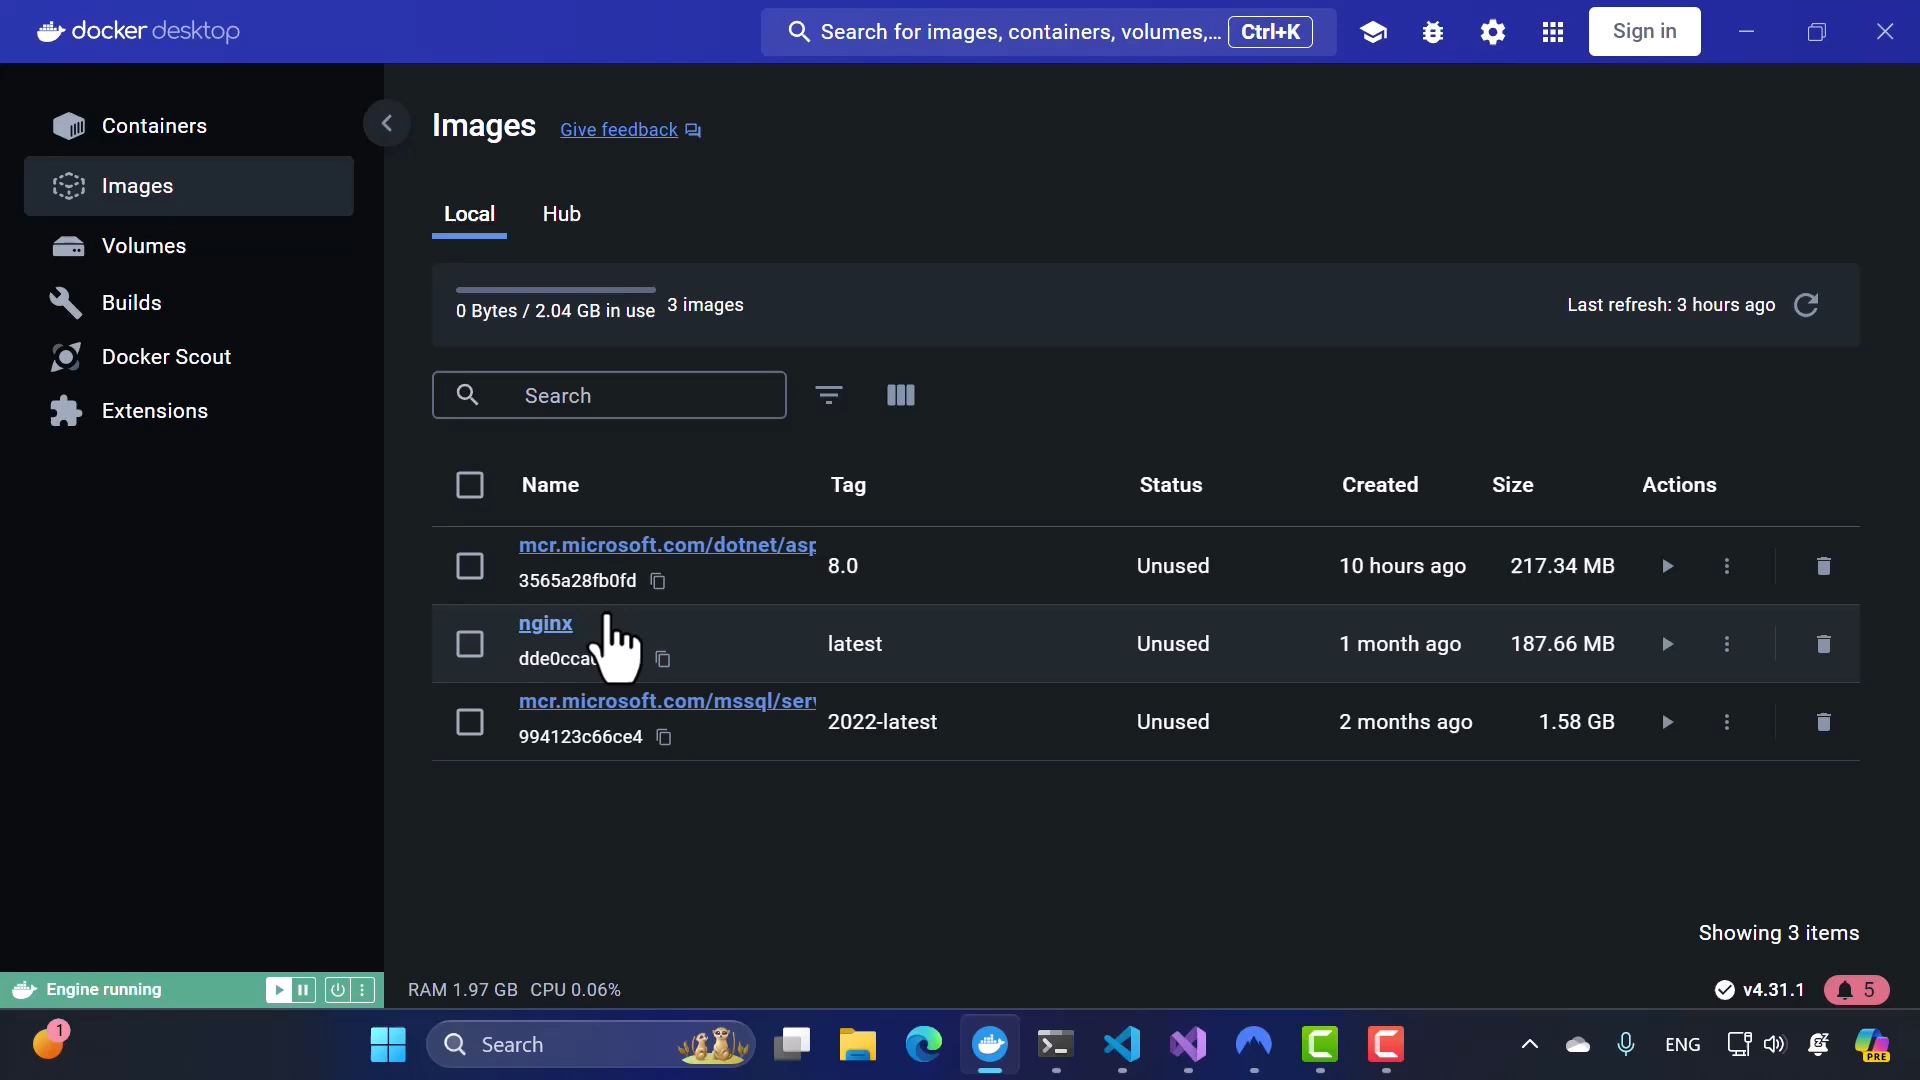 docker desktop
Search for images, containers, volumes,... Ctrl+K
Sign in
Containers
Images
Volumes
Builds
Docker Scout
Extensions
Images Give feedback
Local Hub
0 Bytes / 2.04 GB in use 3 images
Last refresh: 3 hours ago
Search
Name Tag Status Created Size Actions
mcr.microsoft.com/dotnet/asp
3565a28fb0fd
8.0 Unused 10 hours ago 217.34 MB
nginx
dde0cca
latest Unused 1 month ago 187.66 MB
mcr.microsoft.com/mssql/ser
994123c66ce4
2022-latest Unused 2 months ago 1.58 GB
Showing 3 items
Engine running
RAM 1.97 GB CPU 0.06%
v4.31.1 5
1
Search
ENG
PRE